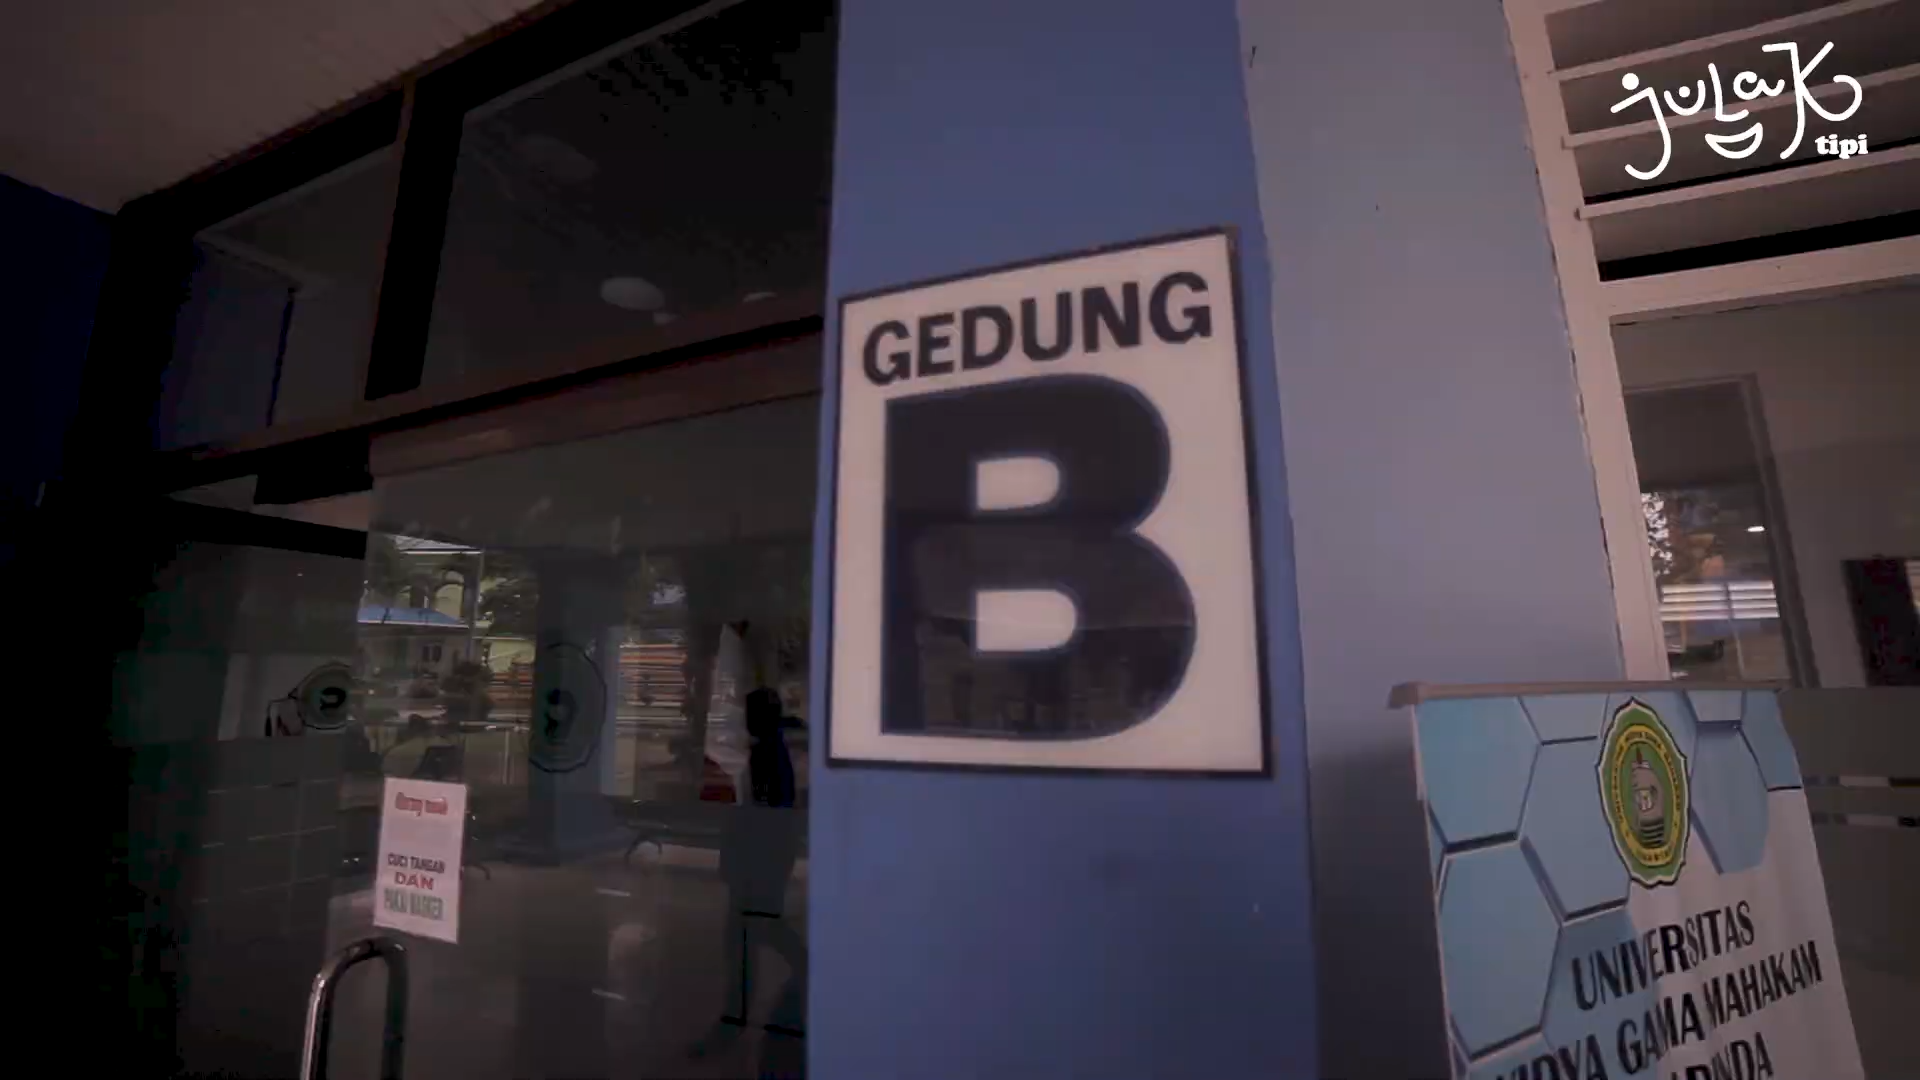 julak
tipi
GEDUNG
B
CUCI TANGAN
DAN
PAKAI MASKER
UNIVERSITAS
WIDYA GAMA MAHAKAM